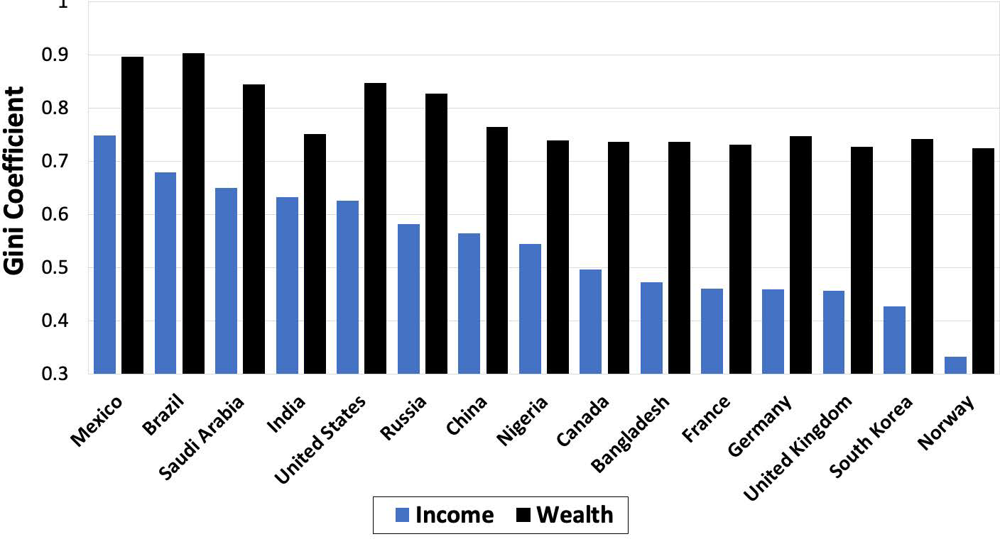 1
0.9
0.8
0.7
0.6
0.5
0.4
0.3
Gini Coefficient
Mexico
Brazil
Saudi Arabia
India
United States
Russia
China
Nigeria
Canada
Bangladesh
France
Germany
United Kingdom
South Korea
Norway
Income
Wealth